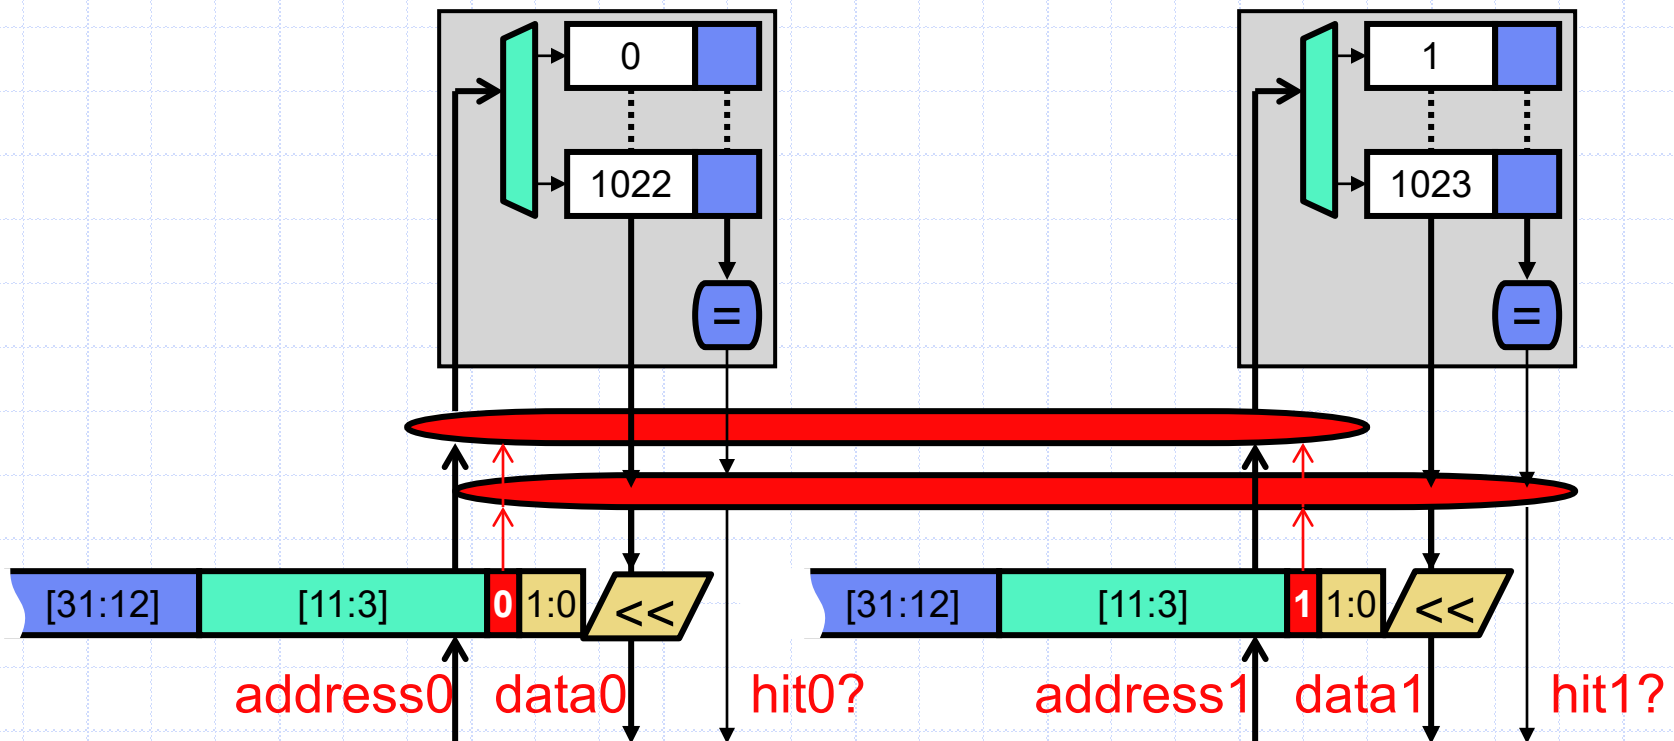 0
1
1022
1023
=
=
[31:12] [11:3] 0 1:0 <<
[31:12] [11:3] 1 1:0 <<
address0 data0 hit0?
address1 data1 hit1?